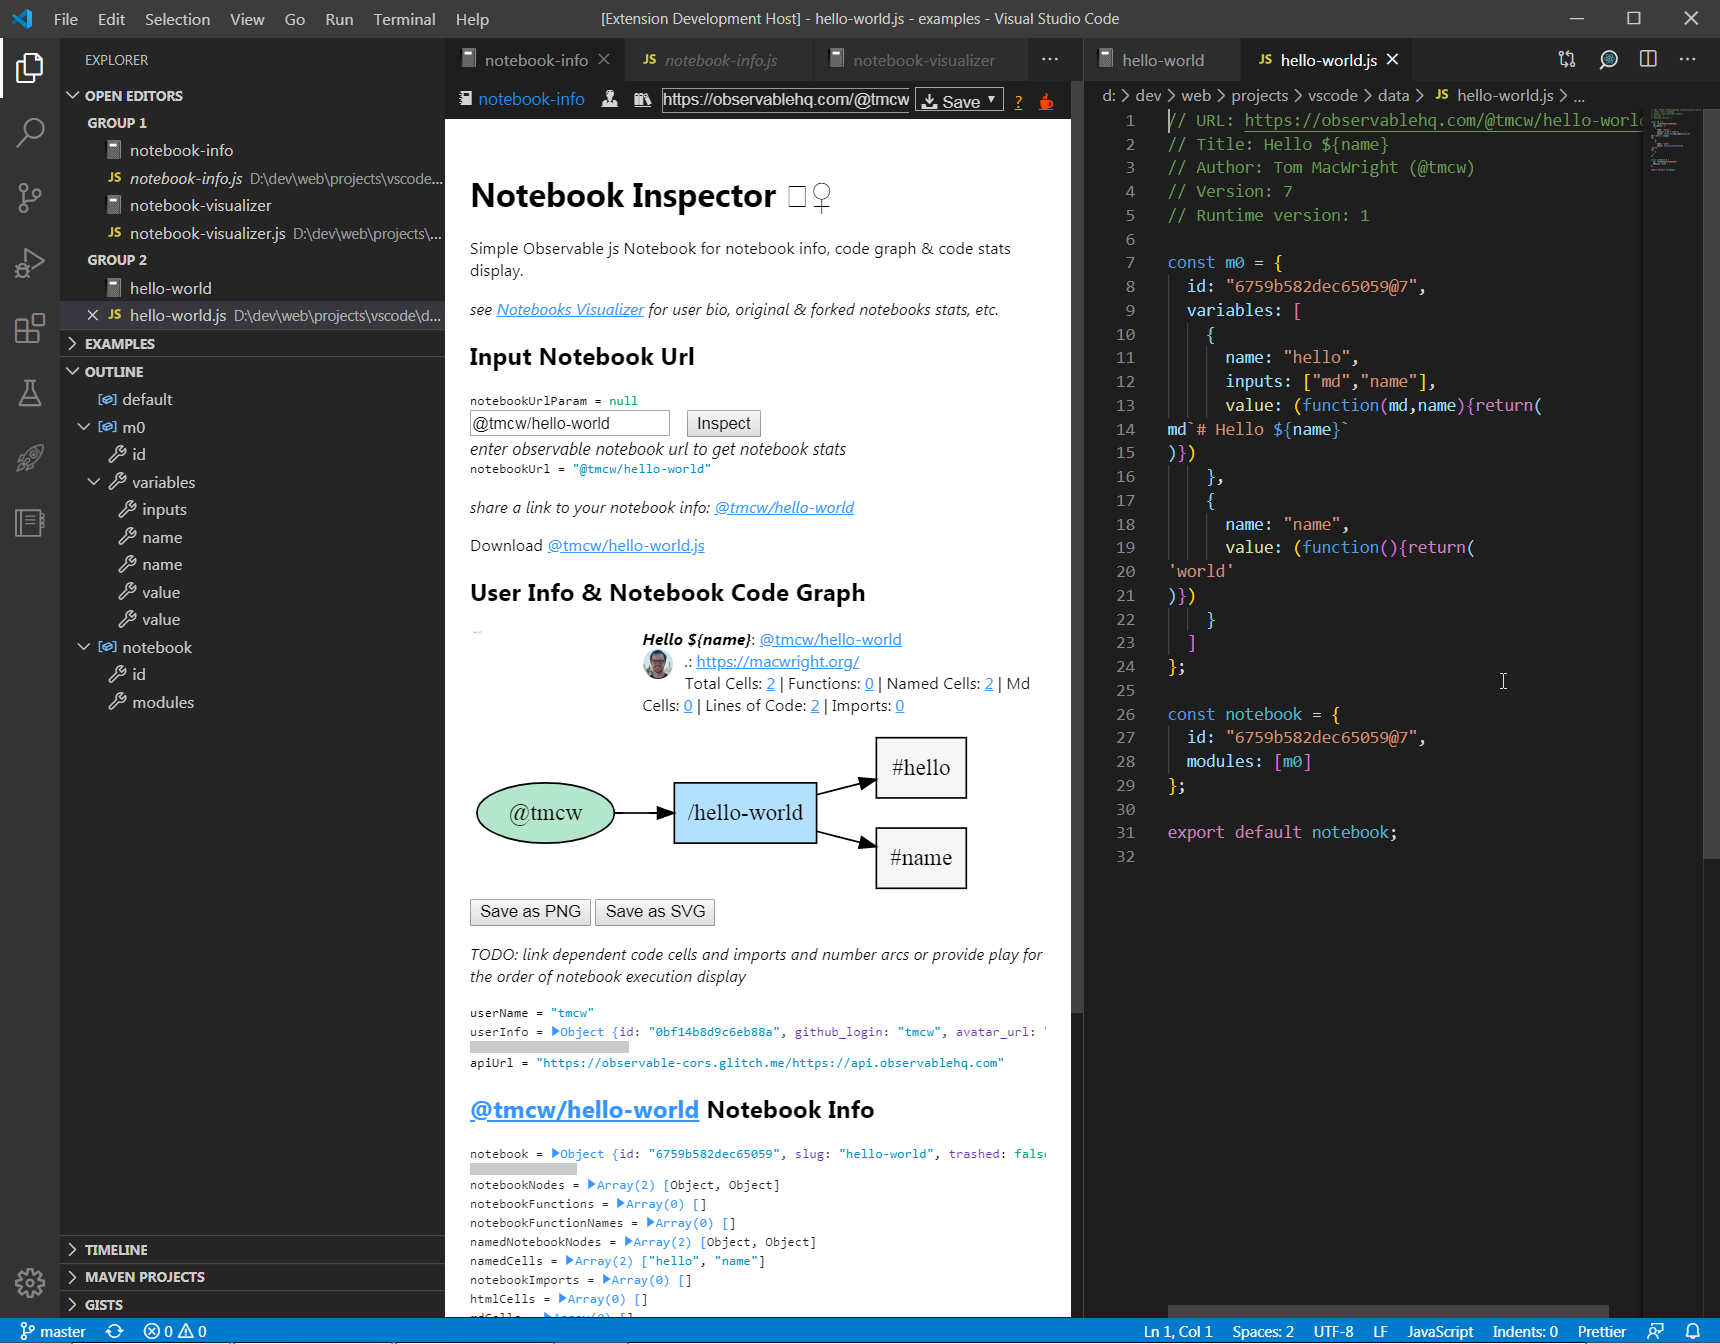 File Edit Selection View Go Run Terminal Help
[Extension Development Host] - hello-world.js - examples - Visual Studio Code
EXPLORER
OPEN EDITORS
GROUP 1
notebook-info
JS notebook-info.js D:\dev\web\projects\vscode...
notebook-visualizer
JS notebook-visualizer.js D:\dev\web\projects\...
GROUP 2
hello-world
JS hello-world.js D:\dev\web\projects\vscode\d...
EXAMPLES
OUTLINE
default
m0
id
variables
inputs
name
name
value
value
notebook
id
modules
TIMELINE
MAVEN PROJECTS
GISTS
notebook-info
JS notebook-info.js
notebook-visualizer
notebook-info
https://observablehq.com/@tmcw
Save
?
Notebook Inspector ♀
Simple Observable js Notebook for notebook info, code graph & code stats
display.
see Notebooks Visualizer for user bio, original & forked notebooks stats, etc.
Input Notebook Url
notebookUrlParam = null
@tmcw/hello-world Inspect
enter observable notebook url to get notebook stats
notebookUrl = "@tmcw/hello-world"
share a link to your notebook info: @tmcw/hello-world
Download @tmcw/hello-world.js
User Info & Notebook Code Graph
Hello ${name}: @tmcw/hello-world
.: https://macwright.org/
Total Cells: 2 | Functions: 0 | Named Cells: 2 | Md
Cells: 0 | Lines of Code: 2 | Imports: 0
@tmcw
/hello-world
#hello
#name
Save as PNG Save as SVG
TODO: link dependent code cells and imports and number arcs or provide play for
the order of notebook execution display
userName = "tmcw"
userInfo = ▶Object {id: "0bf14b8d9c6eb88a", github_login: "tmcw", avatar_url: "
apiUrl = "https://observable-cors.glitch.me/https://api.observablehq.com"
@tmcw/hello-world Notebook Info
notebook = ▶Object {id: "6759b582dec65059", slug: "hello-world", trashed: false
notebookNodes = ▶Array(2) [Object, Object]
notebookFunctions = ▶Array(0) []
notebookFunctionNames = ▶Array(0) []
namedNotebookNodes = ▶Array(2) [Object, Object]
namedCells = ▶Array(2) ["hello", "name"]
notebookImports = ▶Array(0) []
htmlCells = ▶Array(0) []
hello-world
JS hello-world.js
d: > dev > web > projects > vscode > data > JS hello-world.js > ...
1 // URL: https://observablehq.com/@tmcw/hello-world
2 // Title: Hello ${name}
3 // Author: Tom MacWright (@tmcw)
4 // Version: 7
5 // Runtime version: 1
6
7 const m0 = {
8 id: "6759b582dec65059@7",
9 variables: [
10 {
11 name: "hello",
12 inputs: ["md","name"],
13 value: (function(md,name){return(
14 md`# Hello ${name}`
15 )})
16 },
17 {
18 name: "name",
19 value: (function(){return(
20 'world'
21 )})
22 }
23 ]
24 };
25
26 const notebook = {
27 id: "6759b582dec65059@7",
28 modules: [m0]
29 };
30
31 export default notebook;
32
master 0 0
Ln 1, Col 1 Spaces: 2 UTF-8 LF JavaScript Indents: 0 Prettier